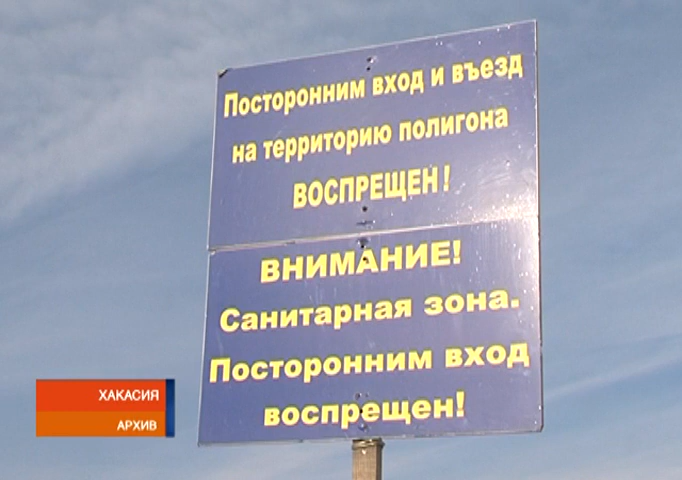 Посторонним вход и въезд
на территорию полигона
ВОСПРЕЩЕН!
ВНИМАНИЕ!
Санитарная зона.
Посторонним вход
воспрещен!
ХАКАСИЯ
АРХИВ